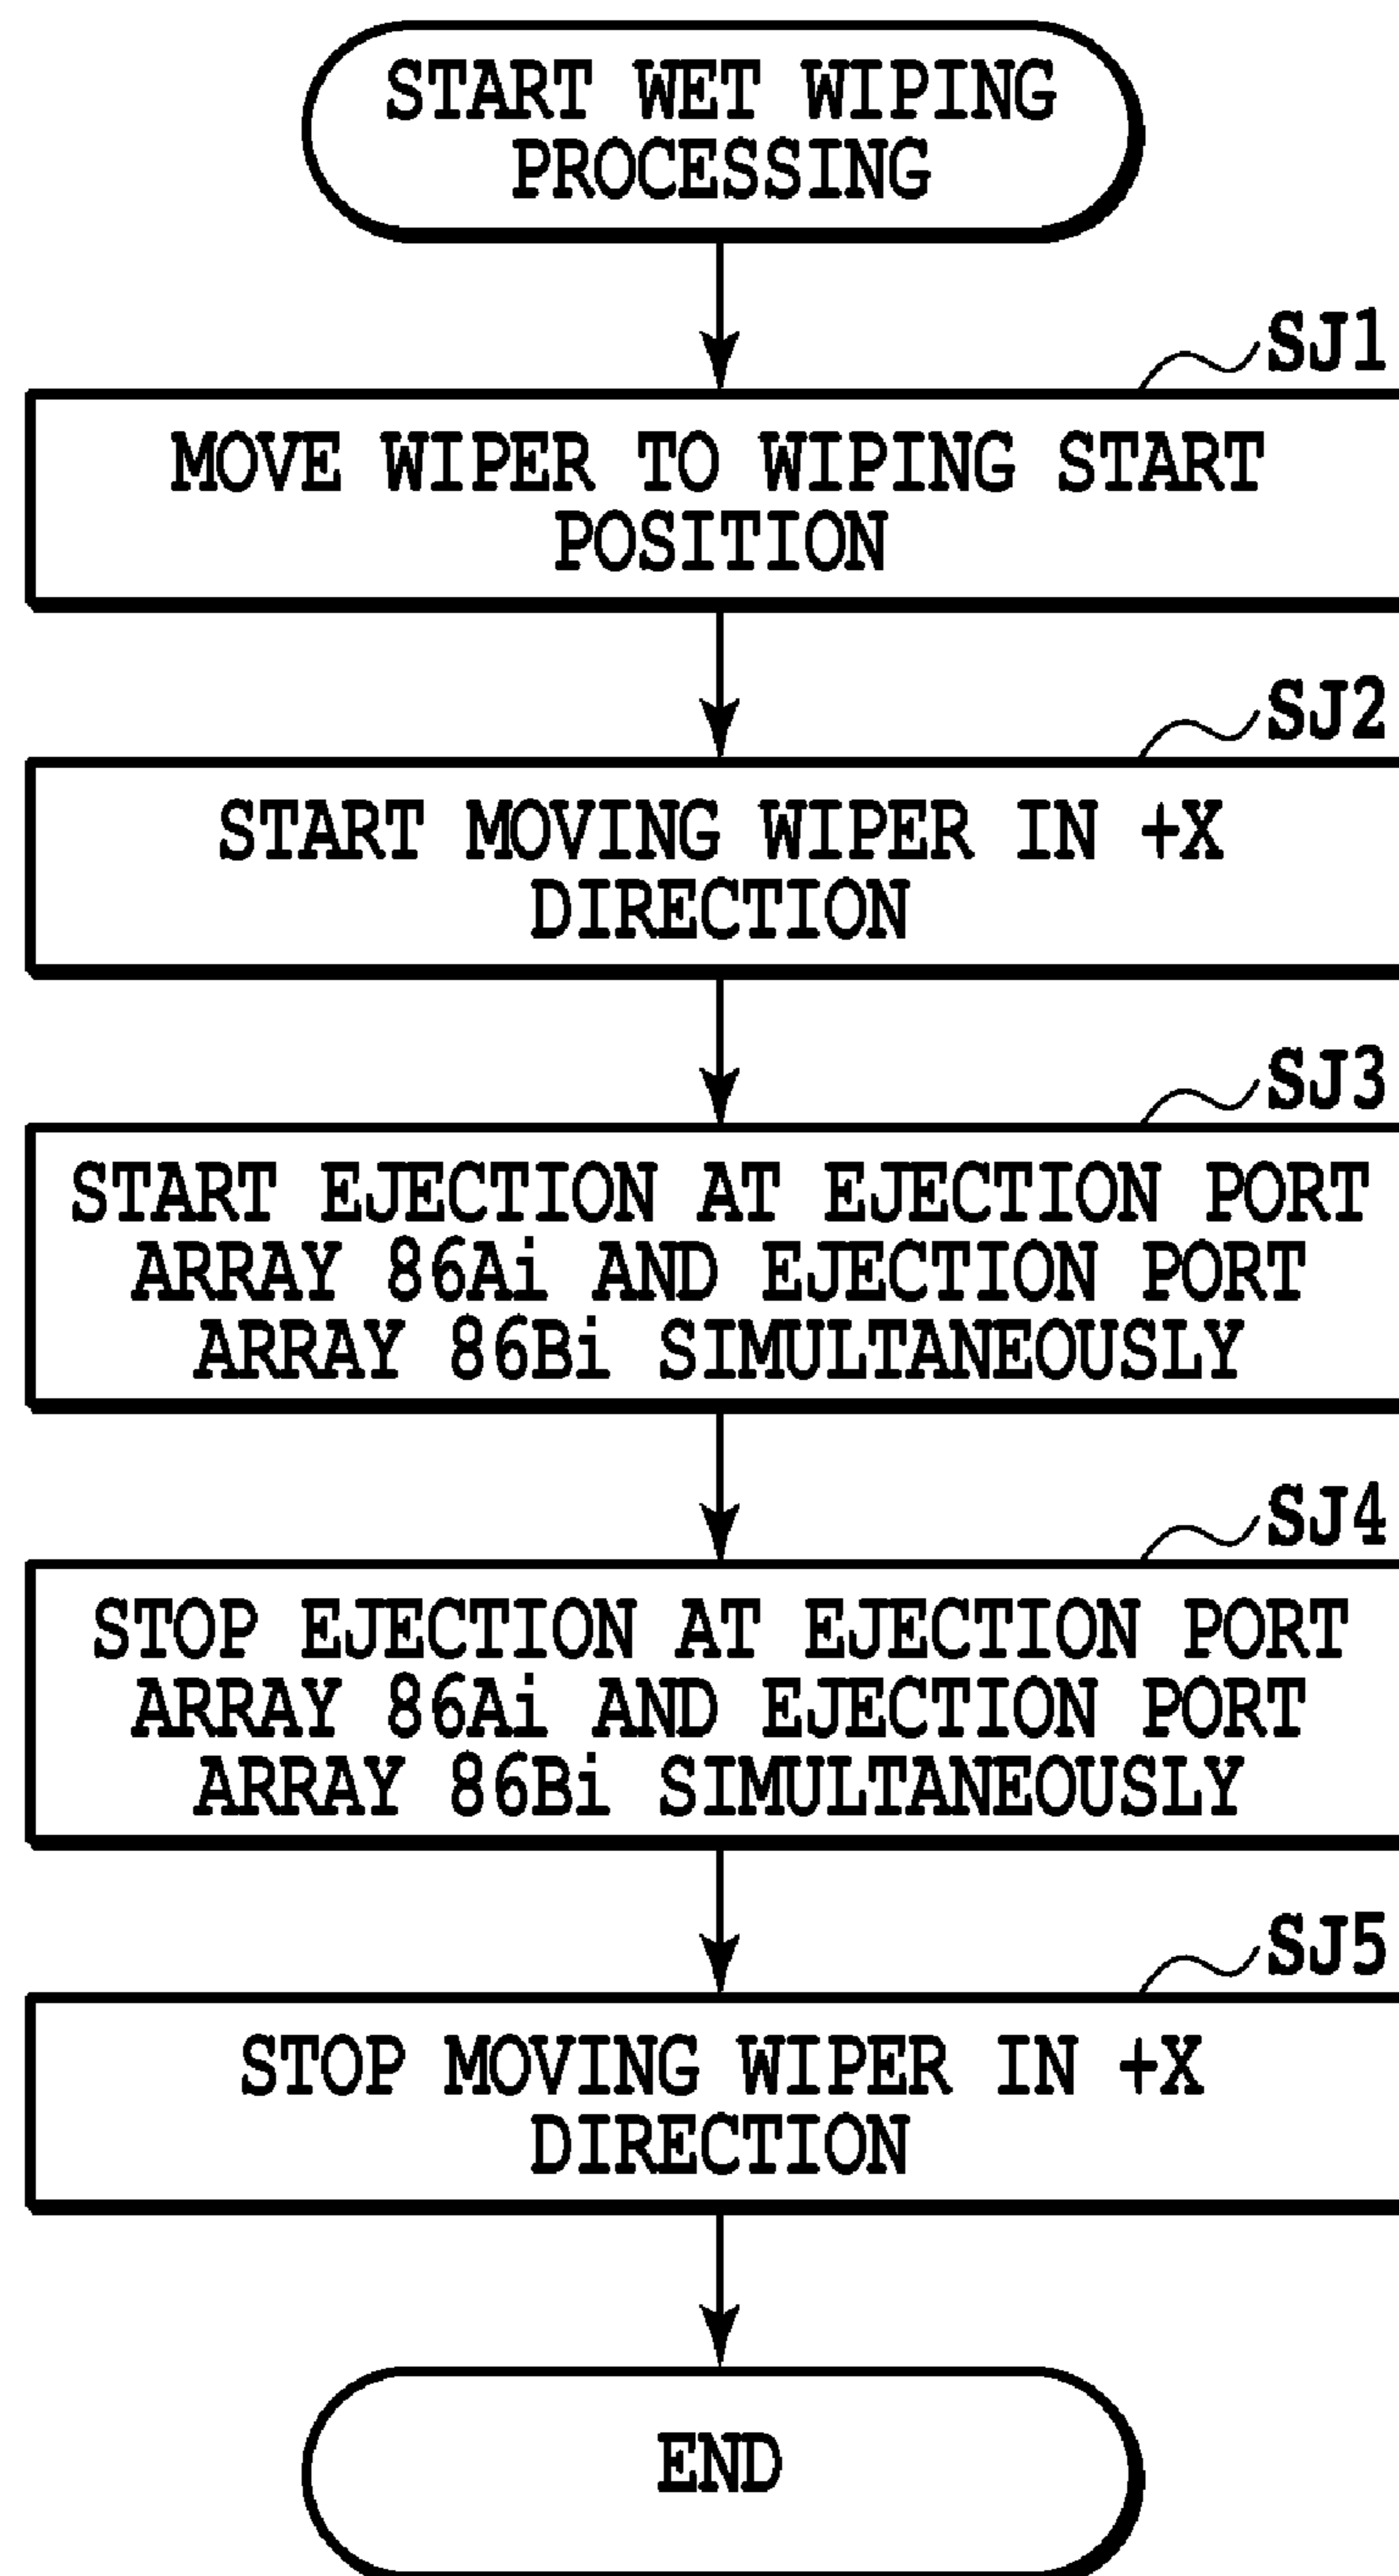 START WET WIPING
PROCESSING
SJ1
MOVE WIPER TO WIPING START
POSITION
SJ2
START MOVING WIPER IN +X
DIRECTION
SJ3
START EJECTION AT EJECTION PORT
ARRAY 86Ai AND EJECTION PORT
ARRAY 86Bi SIMULTANEOUSLY
SJ4
STOP EJECTION AT EJECTION PORT
ARRAY 86Ai AND EJECTION PORT
ARRAY 86Bi SIMULTANEOUSLY
SJ5
STOP MOVING WIPER IN +X
DIRECTION
END